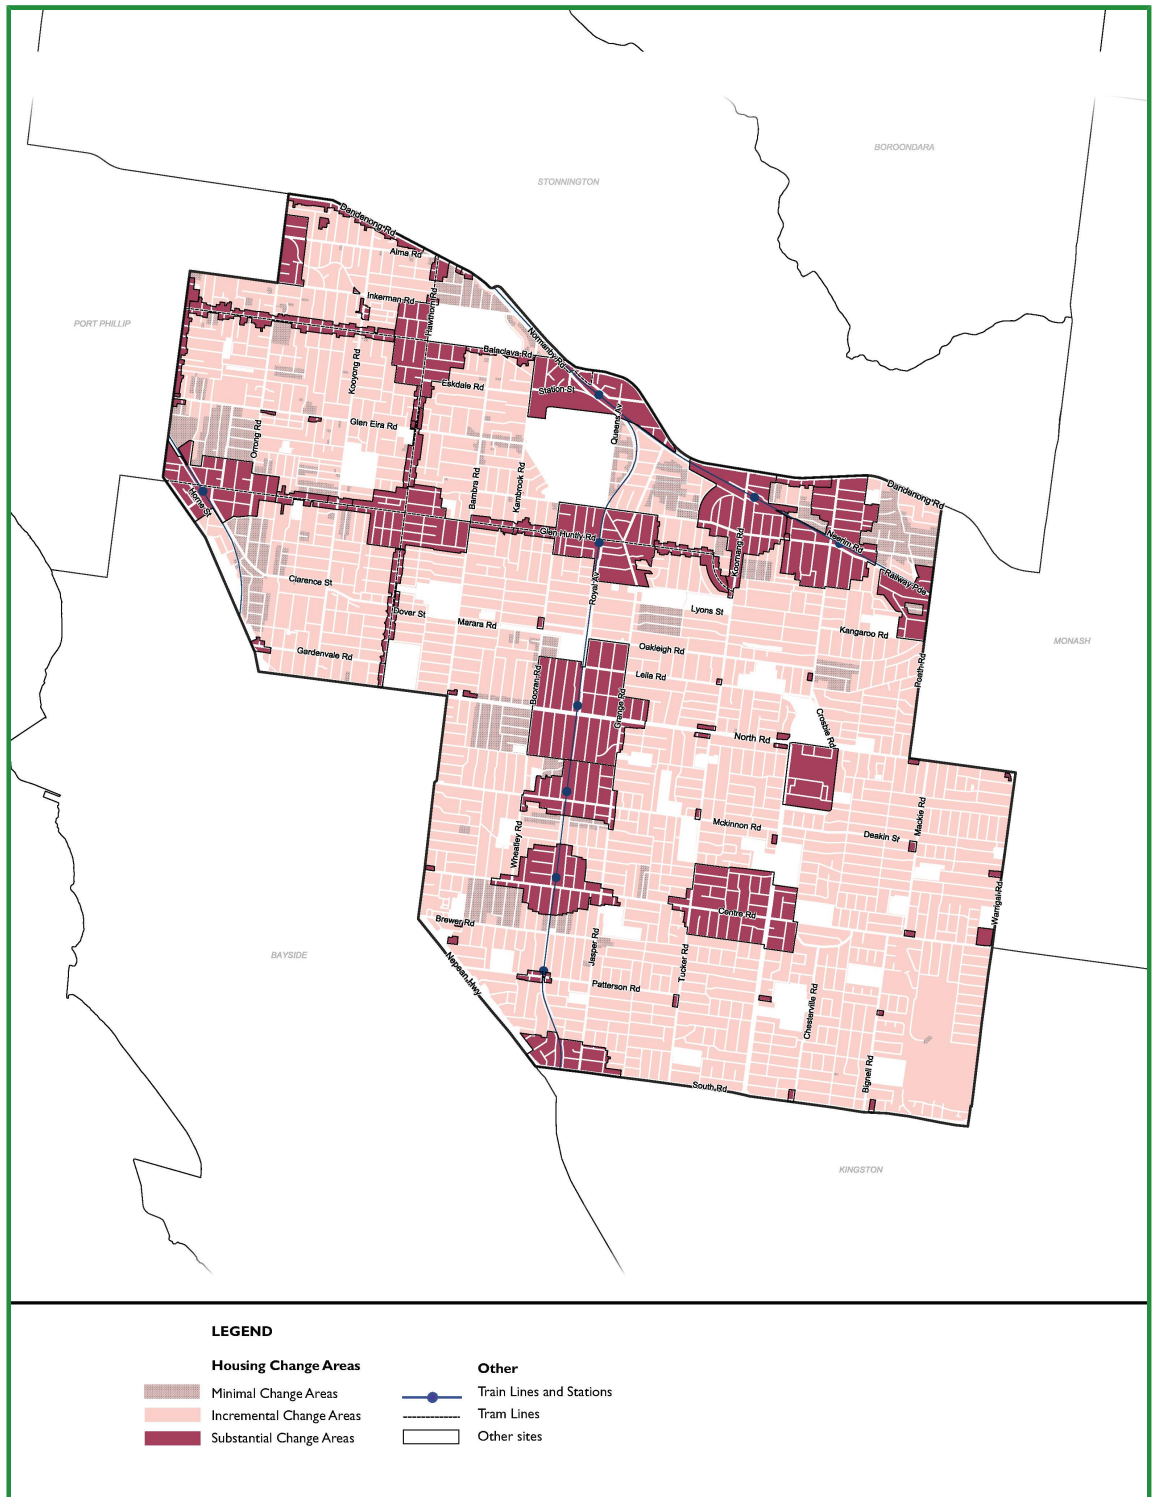 BOROONDARA
STONNINGTON
Dandenong Rd
Alma Rd
Inkerman Rd
Hawthorn Rd
PORT PHILLIP
Normanby Rd
Balaclava Rd
Kooyong Rd
Eskdale Rd
Station St
Queens Av
Glen Eira Rd
Orrong Rd
Bambra Rd
Kambrook Rd
Dandenong Rd
Horne St
Glen Huntly Rd
Koornang Rd
Neerim Rd
Railway Pde
Clarence St
Royal Av
Dover St
Lyons St
Marara Rd
Kangaroo Rd
MONASH
Gardenvale Rd
Oakleigh Rd
Leila Rd
Poath Rd
Booran Rd
Grange Rd
Crosbie Rd
North Rd
Mackie Rd
Mckinnon Rd
Deakin St
Wheatley Rd
Warrigal Rd
Centre Rd
Brewer Rd
Jasper Rd
Tucker Rd
BAYSIDE
Nepean Hwy
Patterson Rd
Chesterville Rd
Bignell Rd
South Rd
KINGSTON
LEGEND
Housing Change Areas
Minimal Change Areas
Incremental Change Areas
Substantial Change Areas
Other
Train Lines and Stations
Tram Lines
Other sites